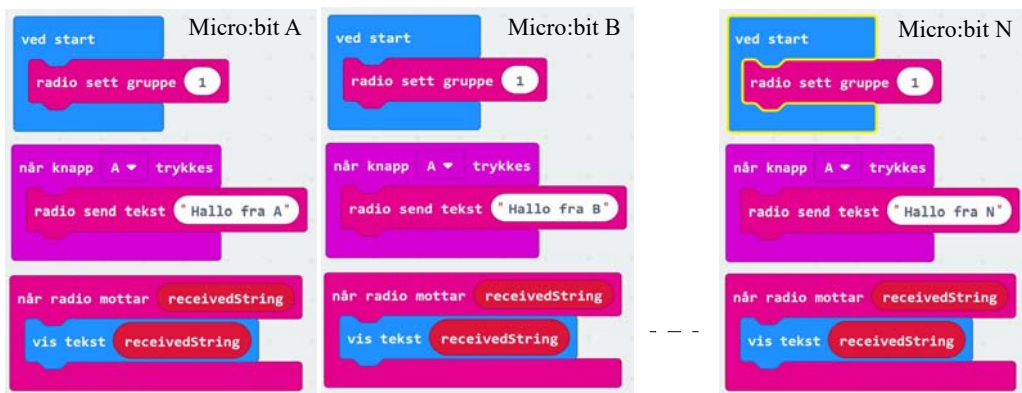 Micro:bit A
ved start
radio sett gruppe 1
når knapp A trykkes
radio send tekst "Hallo fra A"
når radio mottar receivedString
vis tekst receivedString
Micro:bit B
ved start
radio sett gruppe 1
når knapp A trykkes
radio send tekst "Hallo fra B"
når radio mottar receivedString
vis tekst receivedString
Micro:bit N
ved start
radio sett gruppe 1
når knapp A trykkes
radio send tekst "Hallo fra N"
når radio mottar receivedString
vis tekst receivedString